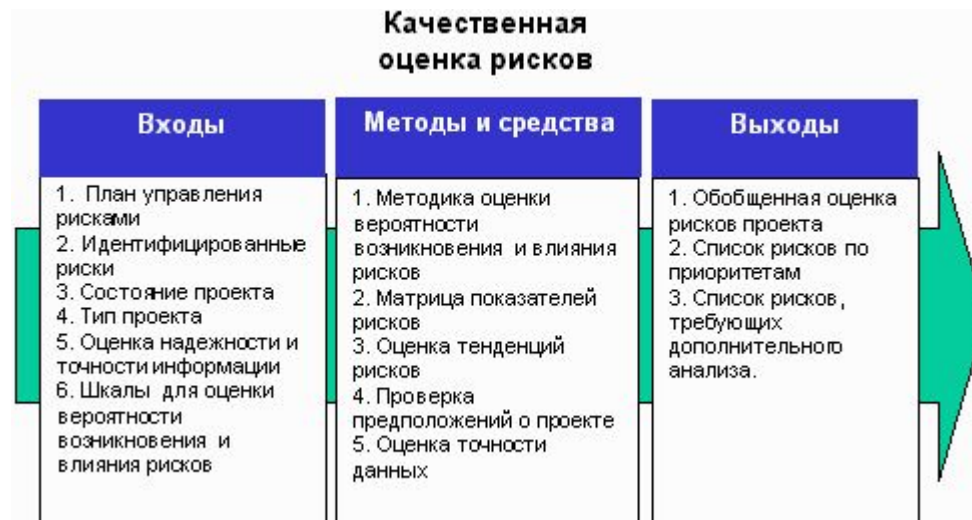 Качественная
оценка рисков
Входы
1. План управления
рисками
2. Идентифицированные
риски
3. Состояние проекта
4. Тип проекта
5. Оценка надежности и
точности информации
6. Шкалы для оценки
вероятности
возникновения и
влияния рисков
Методы и средства
1. Методика оценки
вероятности
возникновения и влияния
рисков
2. Матрица показателей
рисков
3. Оценка тенденций
рисков
4. Проверка
предположений о проекте
5. Оценка точности
данных
Выходы
1. Обобщенная оценка
рисков проекта
2. Список рисков по
приоритетам
3. Список рисков,
требующих
дополнительного
анализа.